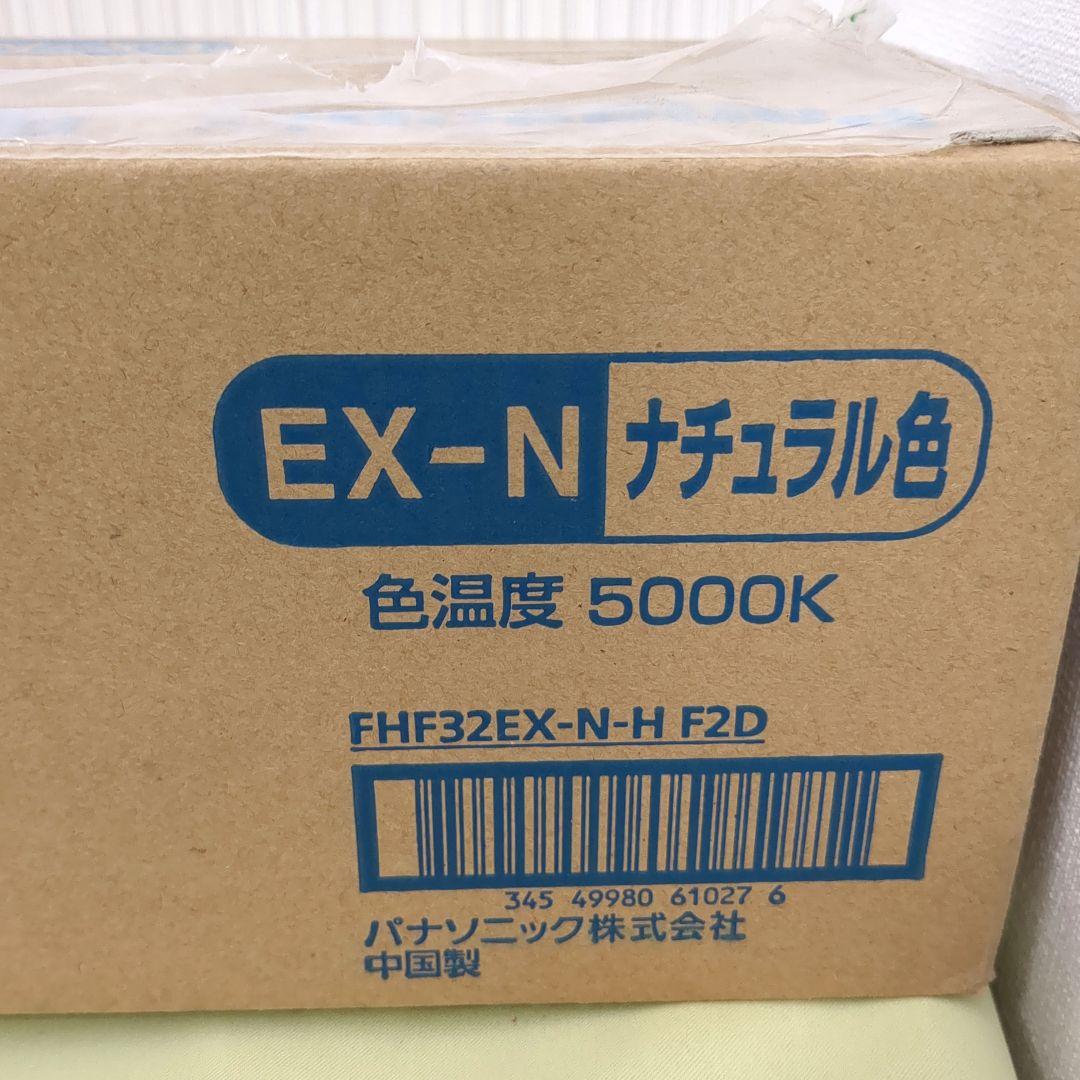 EX-N ナチュラル色
色温度 5000K
FHF32EX-N-H F2D
345 49980 61027 6
パナソニック株式会社
中国製